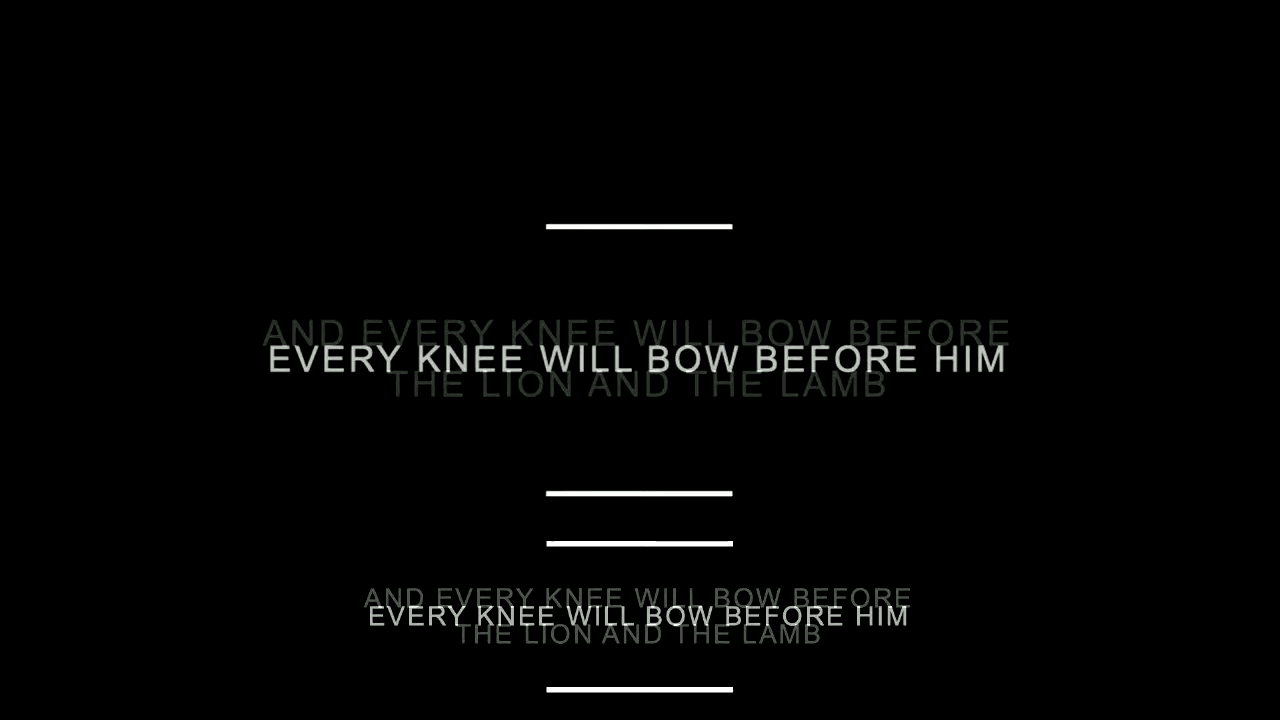 AND EVERY KNEE WILL BOW BEFORE
EVERY KNEE WILL BOW BEFORE HIM
THE LION AND THE LAMB
AND EVERY KNEE WILL BOW BEFORE
EVERY KNEE WILL BOW BEFORE HIM
THE LION AND THE LAMB